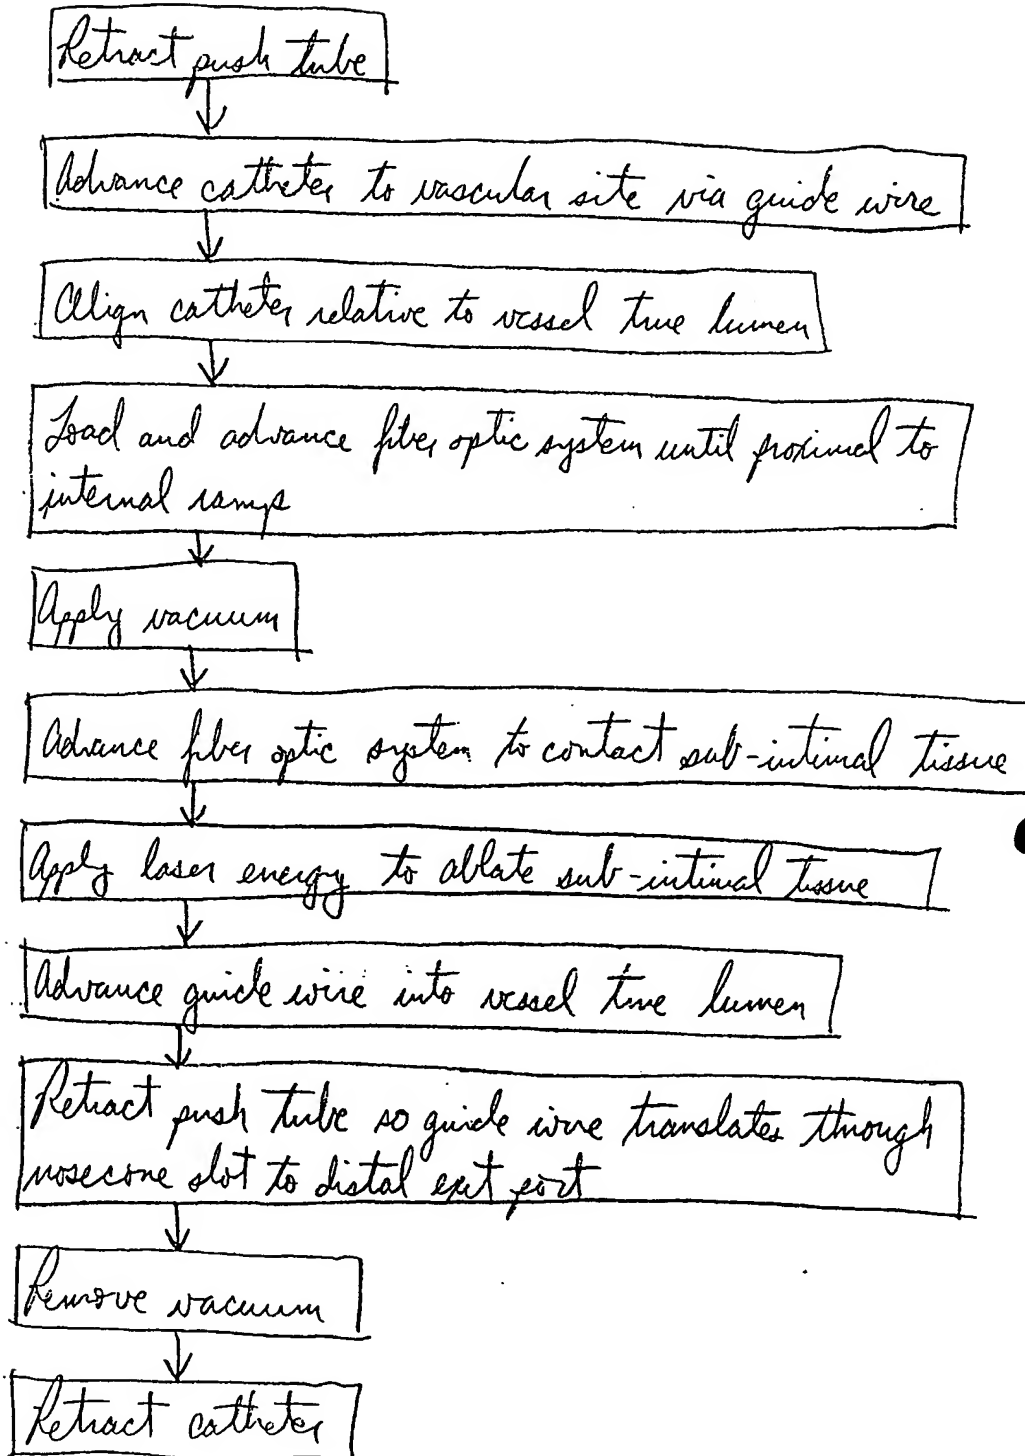 Retract push tube
Advance catheter to vascular site via guide wire
Align catheter relative to vessel true lumen
Load and advance fiber optic system until proximal to
internal ramps
Apply vacuum
Advance fiber optic system to contact sub-intimal tissue
Apply laser energy to ablate sub-intimal tissue
Advance guide wire into vessel true lumen
Retract push tube so guide wire translates through
nosecone slot to distal exit port
Remove vacuum
Retract catheter